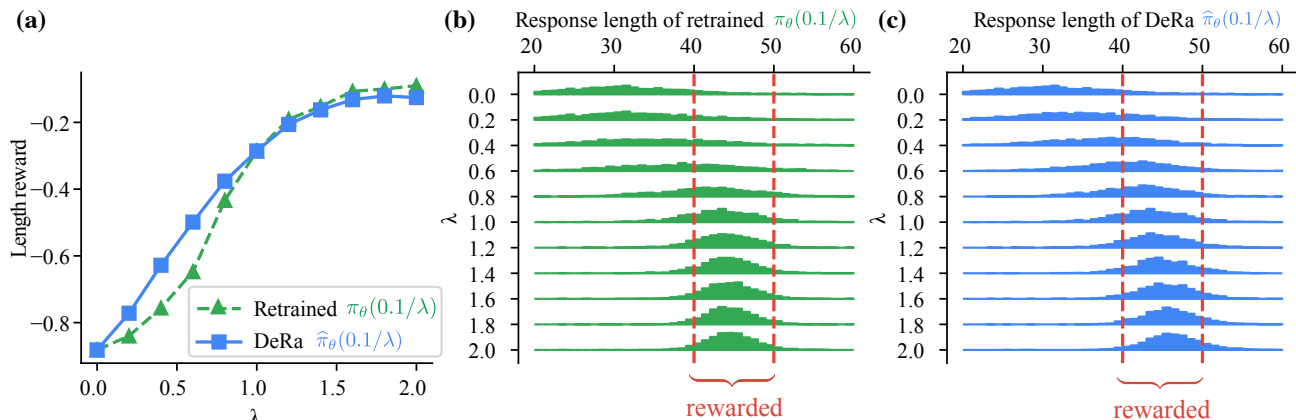 (a)
Length reward
−0.2
−0.4
−0.6
−0.8
0.0 0.5 1.0 1.5 2.0
λ
Retrained πθ(0.1/λ)
DeRa π̂θ(0.1/λ)
(b)
Response length of retrained πθ(0.1/λ)
20 30 40 50 60
λ
0.0
0.2
0.4
0.6
0.8
1.0
1.2
1.4
1.6
1.8
2.0
rewarded
(c)
Response length of DeRa π̂θ(0.1/λ)
20 30 40 50 60
λ
0.0
0.2
0.4
0.6
0.8
1.0
1.2
1.4
1.6
1.8
2.0
rewarded